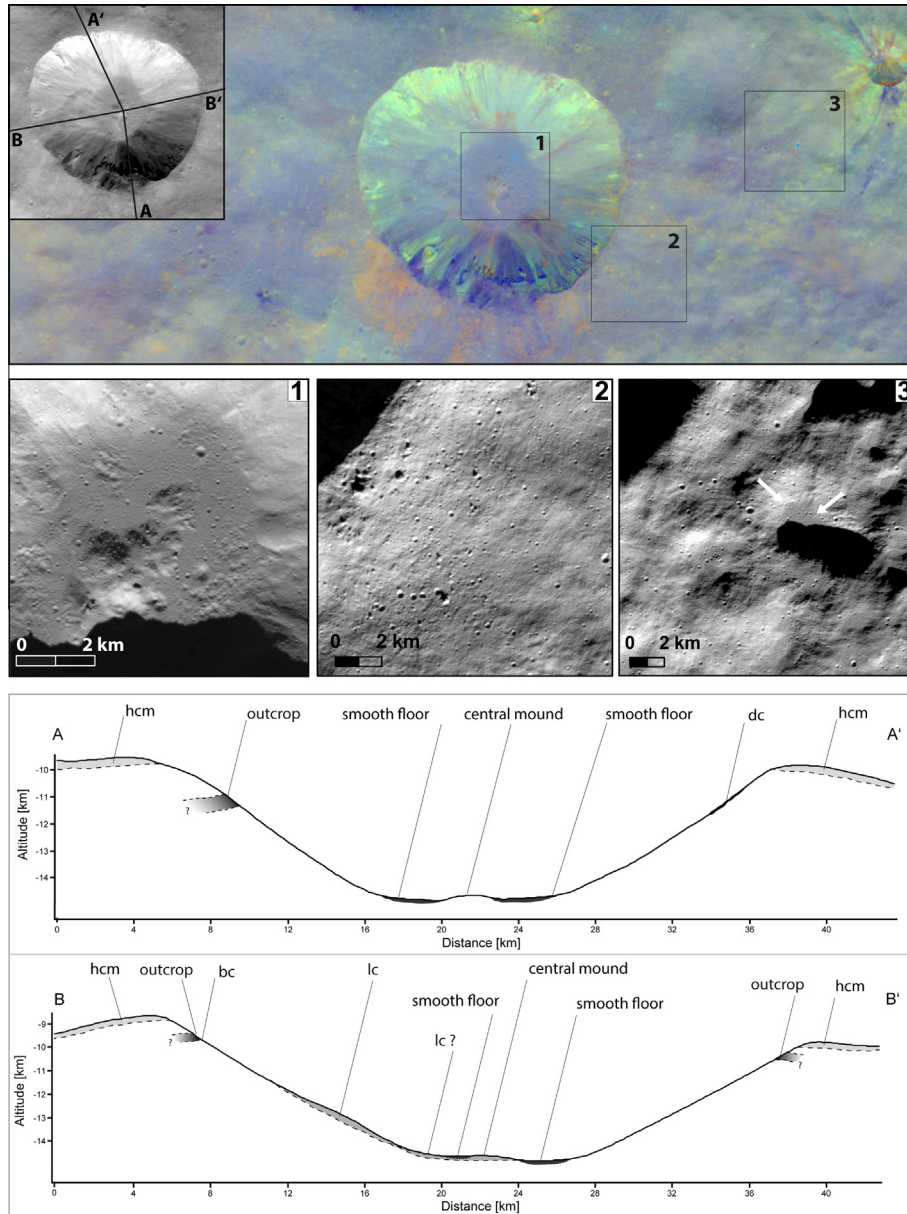 A'
B'
B
A
1
2
3
1
0 2 km
2
0 2 km
3
0 2 km
hcm outcrop smooth floor central mound smooth floor dc hcm
A A'
Altitude [km]
-10
-11
-12
-13
-14
0 4 8 12 16 20 24 28 32 36 40
Distance [km]
?
hcm outcrop bc lc central mound outcrop hcm
B smooth floor smooth floor B'
lc ?
Altitude [km]
-9
-10
-11
-12
-13
-14
? ?
0 4 8 12 16 20 24 28 32 36 40
Distance [km]